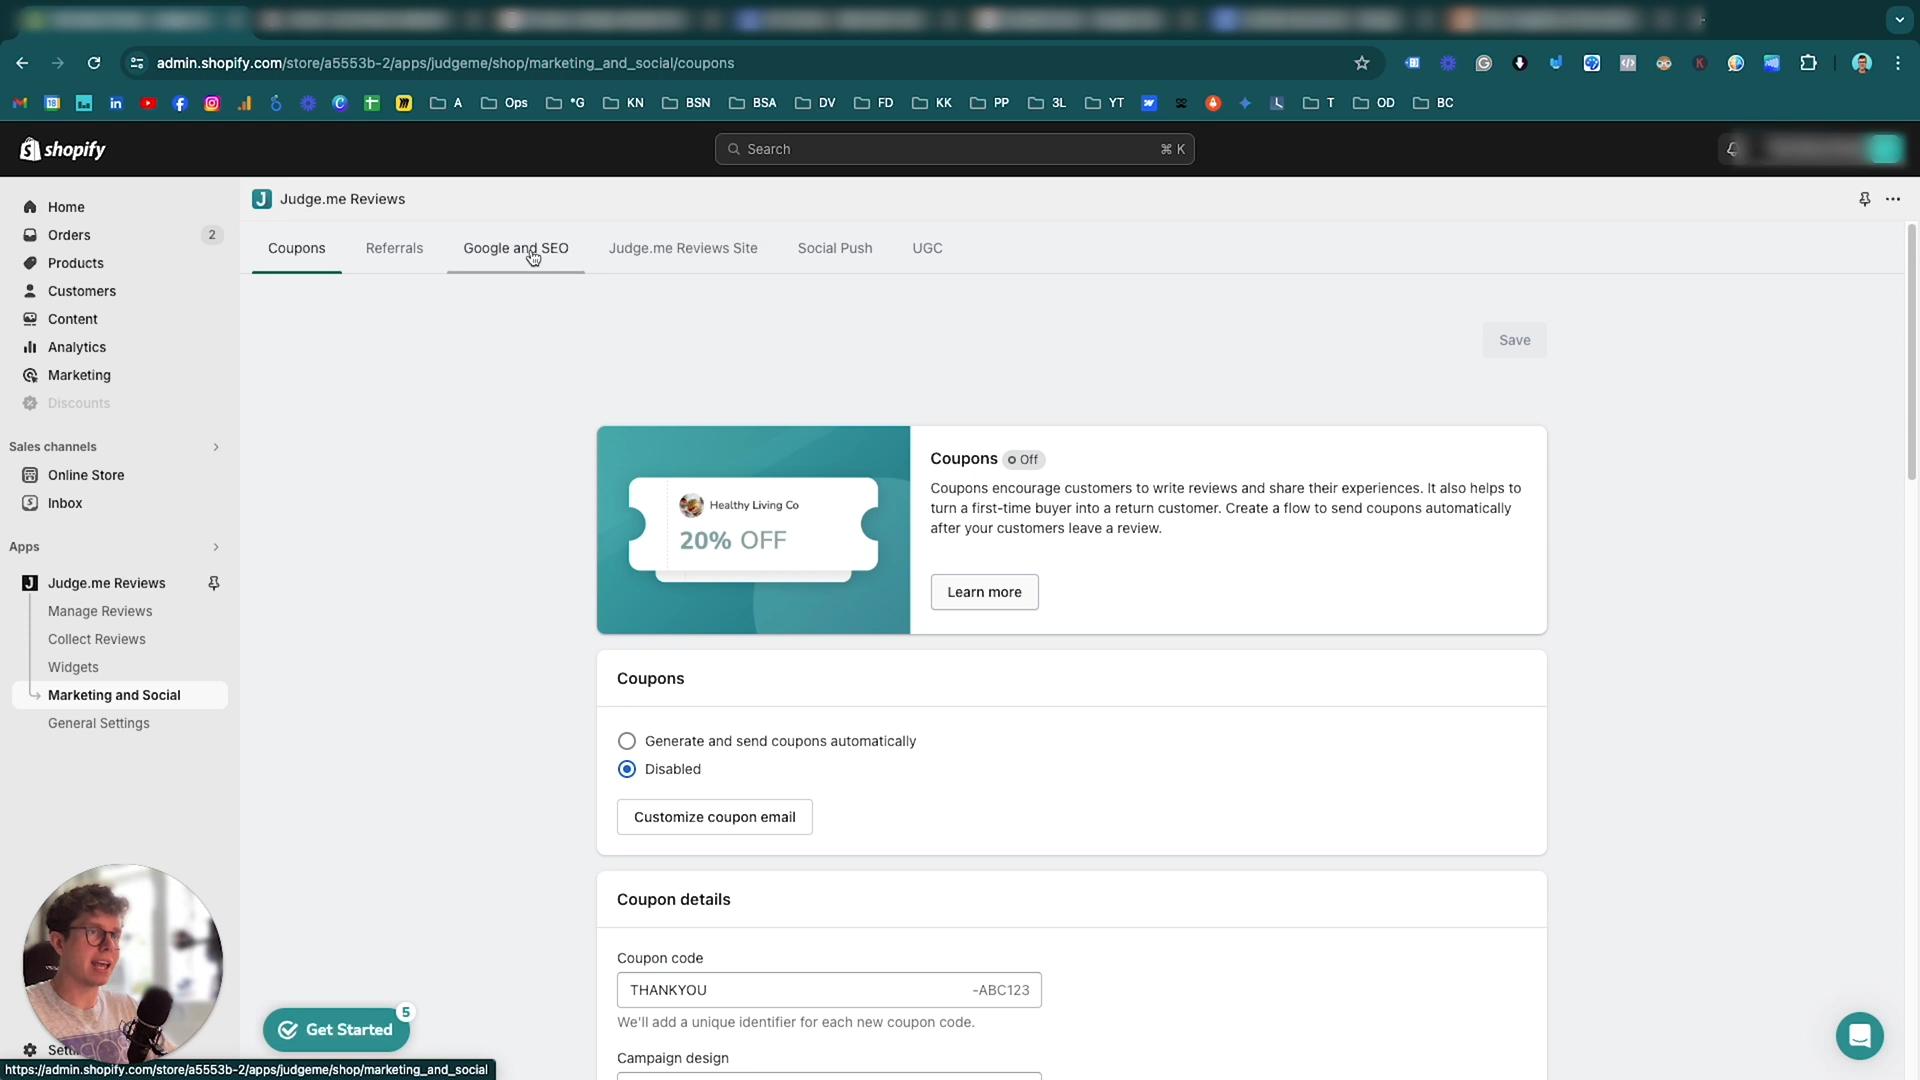 admin.shopify.com/store/a5553b-2/apps/judgeme/shop/marketing_and_social/coupons
A
Ops
*G
KN
BSN
BSA
DV
FD
KK
PP
3L
YT
T
OD
BC
shopify
Search
⌘ K
Home
Orders
2
Products
Customers
Content
Analytics
Marketing
Discounts
Sales channels
Online Store
Inbox
Apps
Judge.me Reviews
Manage Reviews
Collect Reviews
Widgets
Marketing and Social
General Settings
Judge.me Reviews
Coupons
Referrals
Google and SEO
Judge.me Reviews Site
Social Push
UGC
Save
Healthy Living Co
20% OFF
Coupons
Off
Coupons encourage customers to write reviews and share their experiences. It also helps to
turn a first-time buyer into a return customer. Create a flow to send coupons automatically
after your customers leave a review.
Learn more
Coupons
Generate and send coupons automatically
Disabled
Customize coupon email
Coupon details
Coupon code
THANKYOU
-ABC123
We'll add a unique identifier for each new coupon code.
Campaign design
Get Started
5
https://admin.shopify.com/store/a5553b-2/apps/judgeme/shop/marketing_and_social